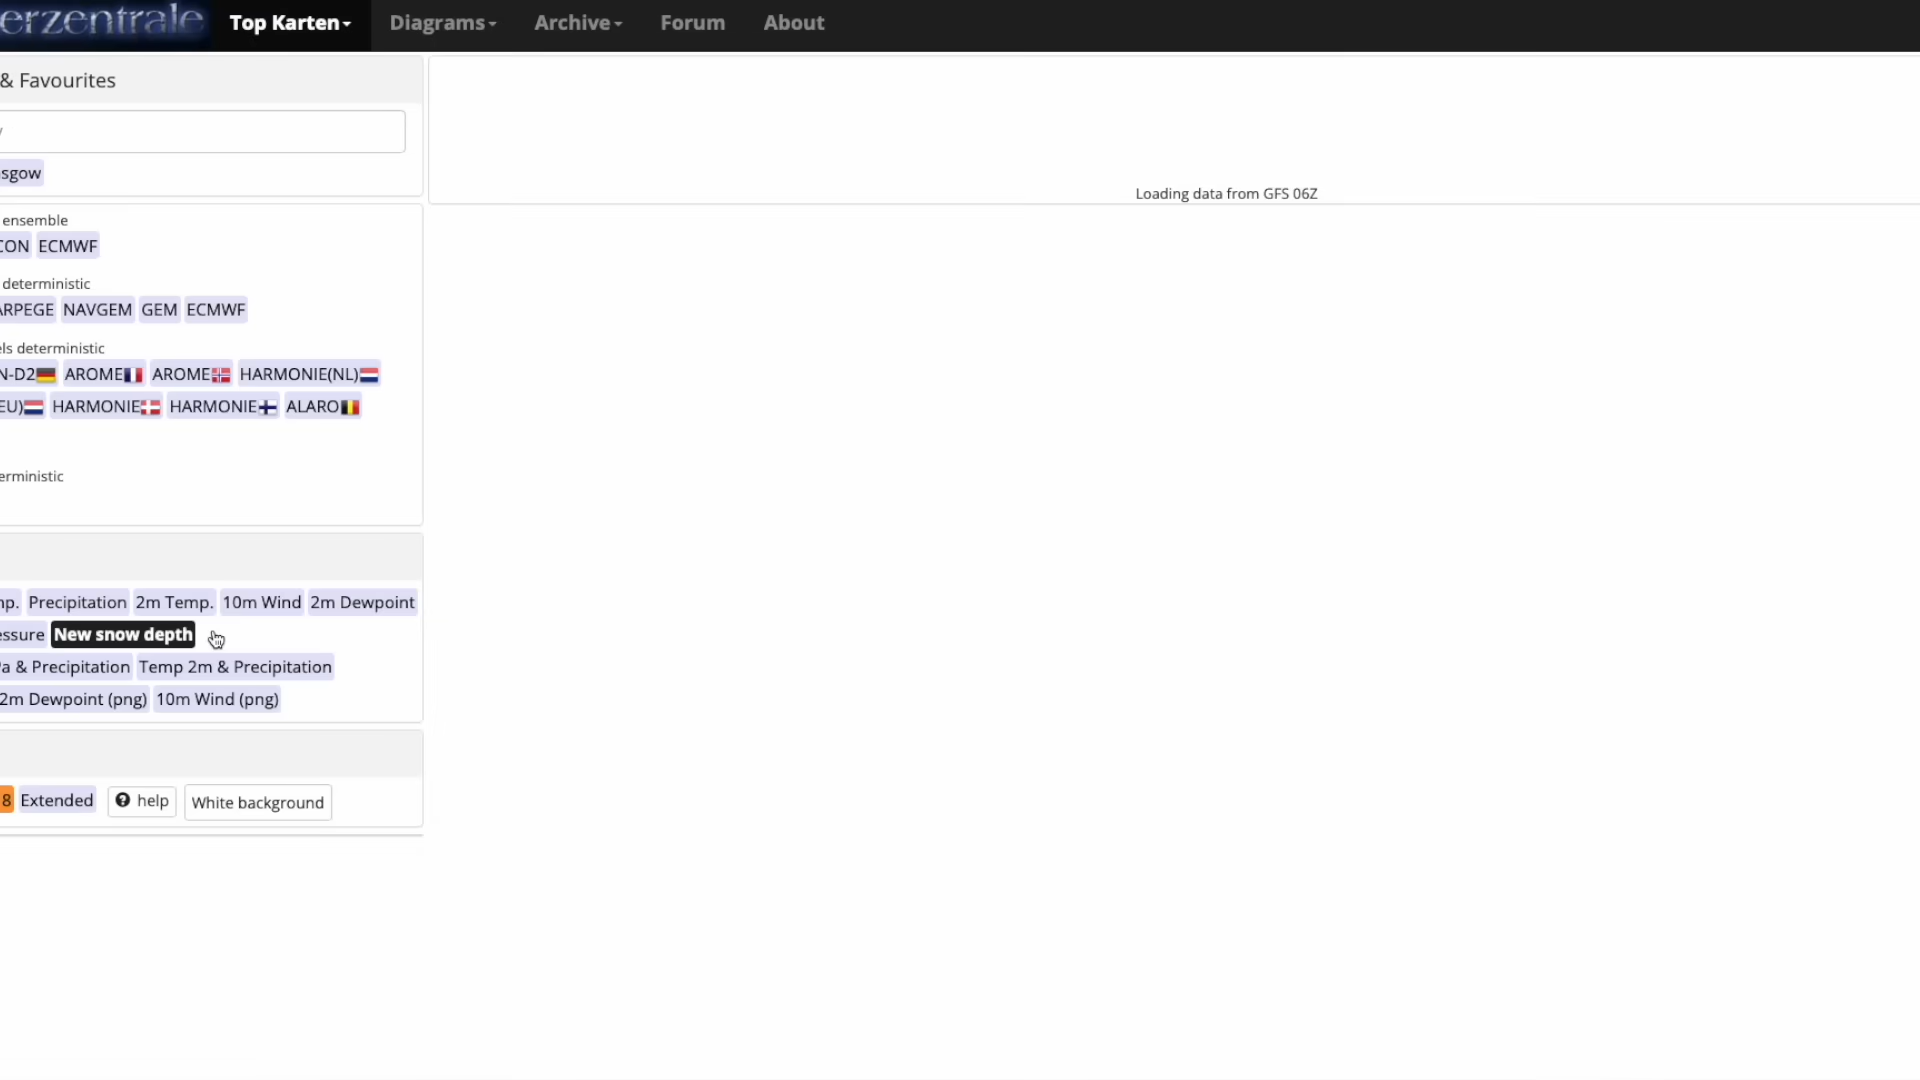 erzentrale Top Karten Diagrams Archive Forum About
& Favourites
sgow
Loading data from GFS 06Z
ensemble
CON ECMWF
deterministic
ARPEGE NAVGEM GEM ECMWF
els deterministic
N-D2 AROME AROME HARMONIE(NL)
EU) HARMONIE HARMONIE ALARO
erministic
mp. Precipitation 2m Temp. 10m Wind 2m Dewpoint
essure New snow depth
Pa & Precipitation Temp 2m & Precipitation
2m Dewpoint (png) 10m Wind (png)
8 Extended help White background